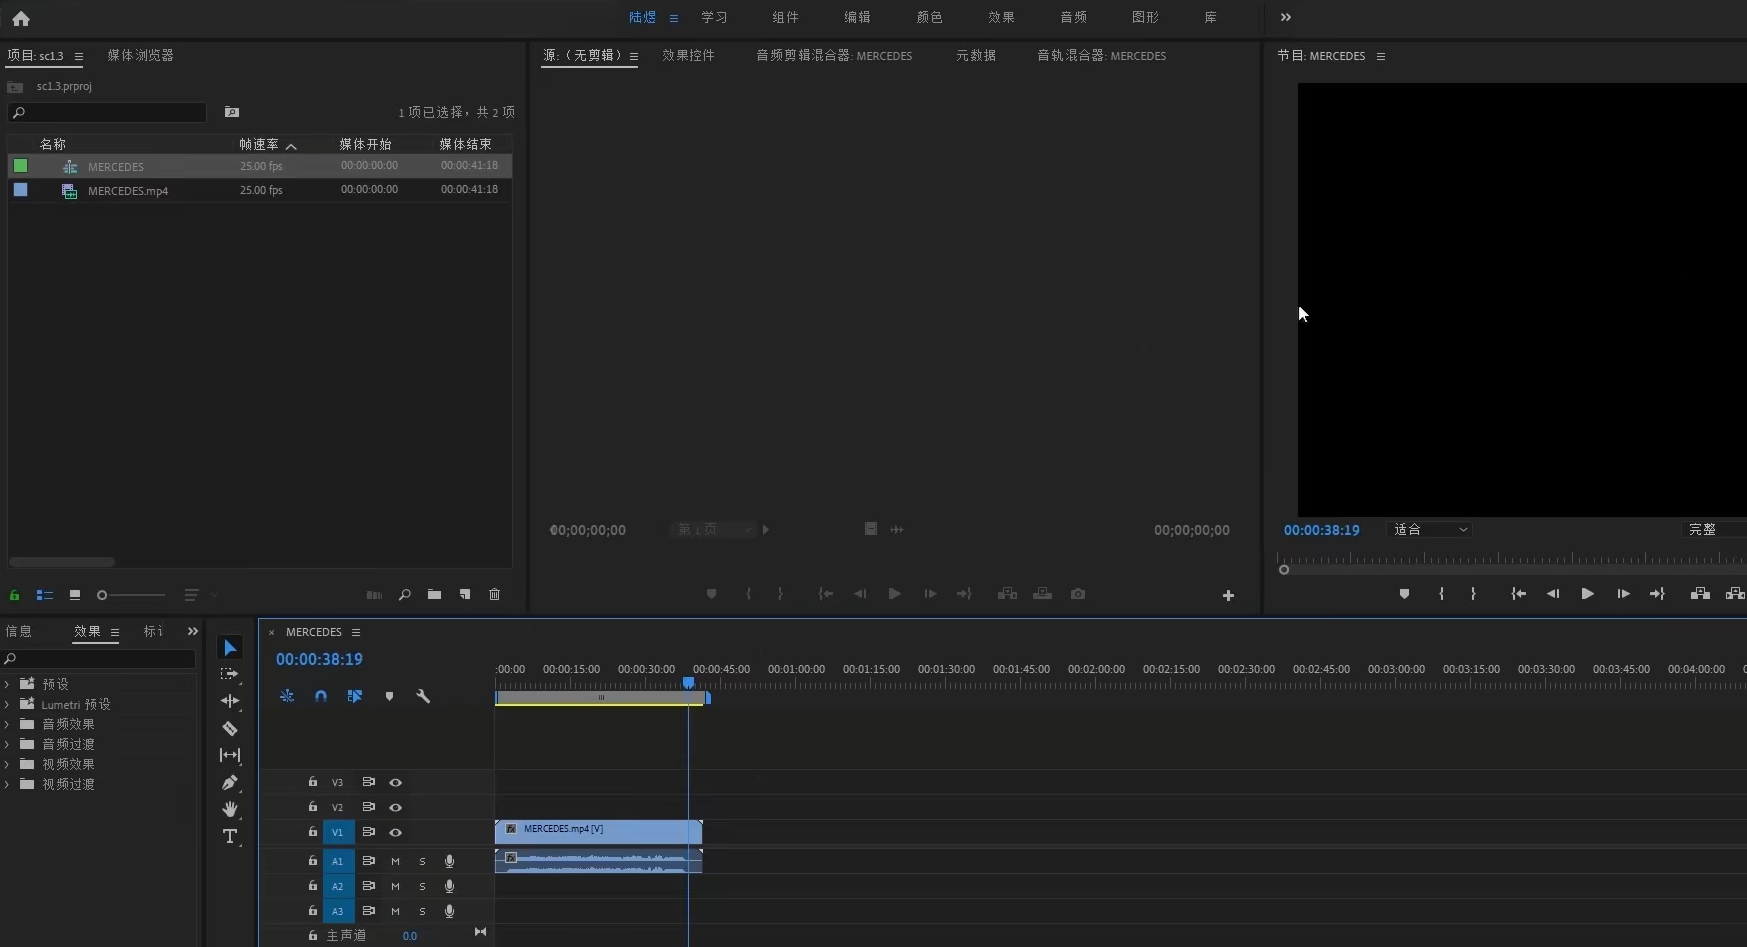 陆煜 学习 组件 编辑 颜色 效果 音频 图形 库
项目: sc1.3 媒体浏览器
源:（无剪辑） 效果控件 音频剪辑混合器: MERCEDES 元数据 音轨混合器: MERCEDES
节目: MERCEDES
sc1.3.prproj
1 项已选择，共 2 项
名称 帧速率 媒体开始 媒体结束
MERCEDES 25.00 fps 00:00:00:00 00:00:41:18
MERCEDES.mp4 25.00 fps 00:00:00:00 00:00:41:18
00;00;00;00 第 1 页 00;00;00;00
00:00:38:19 适合 完整
信息 效果
预设
Lumetri 预设
音频效果
音频过渡
视频效果
视频过渡
× MERCEDES
00:00:38:19
:00:00 00:00:15:00 00:00:30:00 00:00:45:00 00:01:00:00 00:01:15:00 00:01:30:00 00:01:45:00 00:02:00:00 00:02:15:00 00:02:30:00 00:02:45:00 00:03:00:00 00:03:15:00 00:03:30:00 00:03:45:00 00:04:00:00
V3
V2
V1 fx MERCEDES.mp4 [V]
A1 M S fx
A2 M S
A3 M S
主声道 0.0